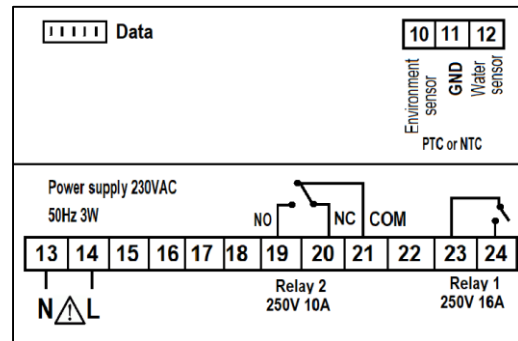 Data
10 11 12
Environment sensor
GND
Water sensor
PTC or NTC
Power supply 230VAC
50Hz 3W
NO NC COM
13 14 15 16 17 18 19 20 21 22 23 24
N L
Relay 2
250V 10A
Relay 1
250V 16A